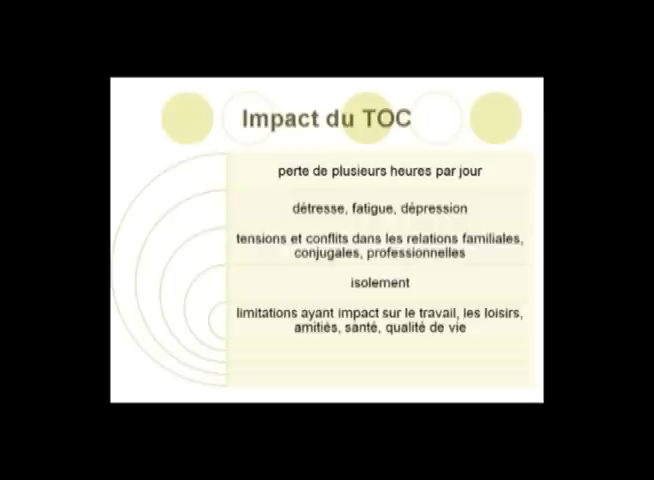 Impact du TOC
perte de plusieurs heures par jour
détresse, fatigue, dépression
tensions et conflits dans les relations familiales,
conjugales, professionnelles
isolement
limitations ayant impact sur le travail, les loisirs,
amitiés, santé, qualité de vie